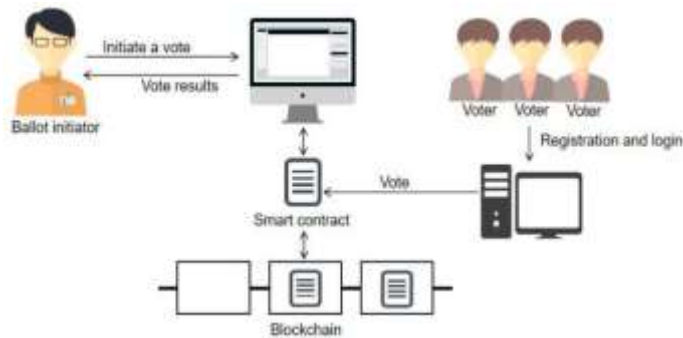 Initiate a vote
Vote results
Ballot initiator
Voter Voter Voter
Registration and login
Vote
Smart contract
Blockchain